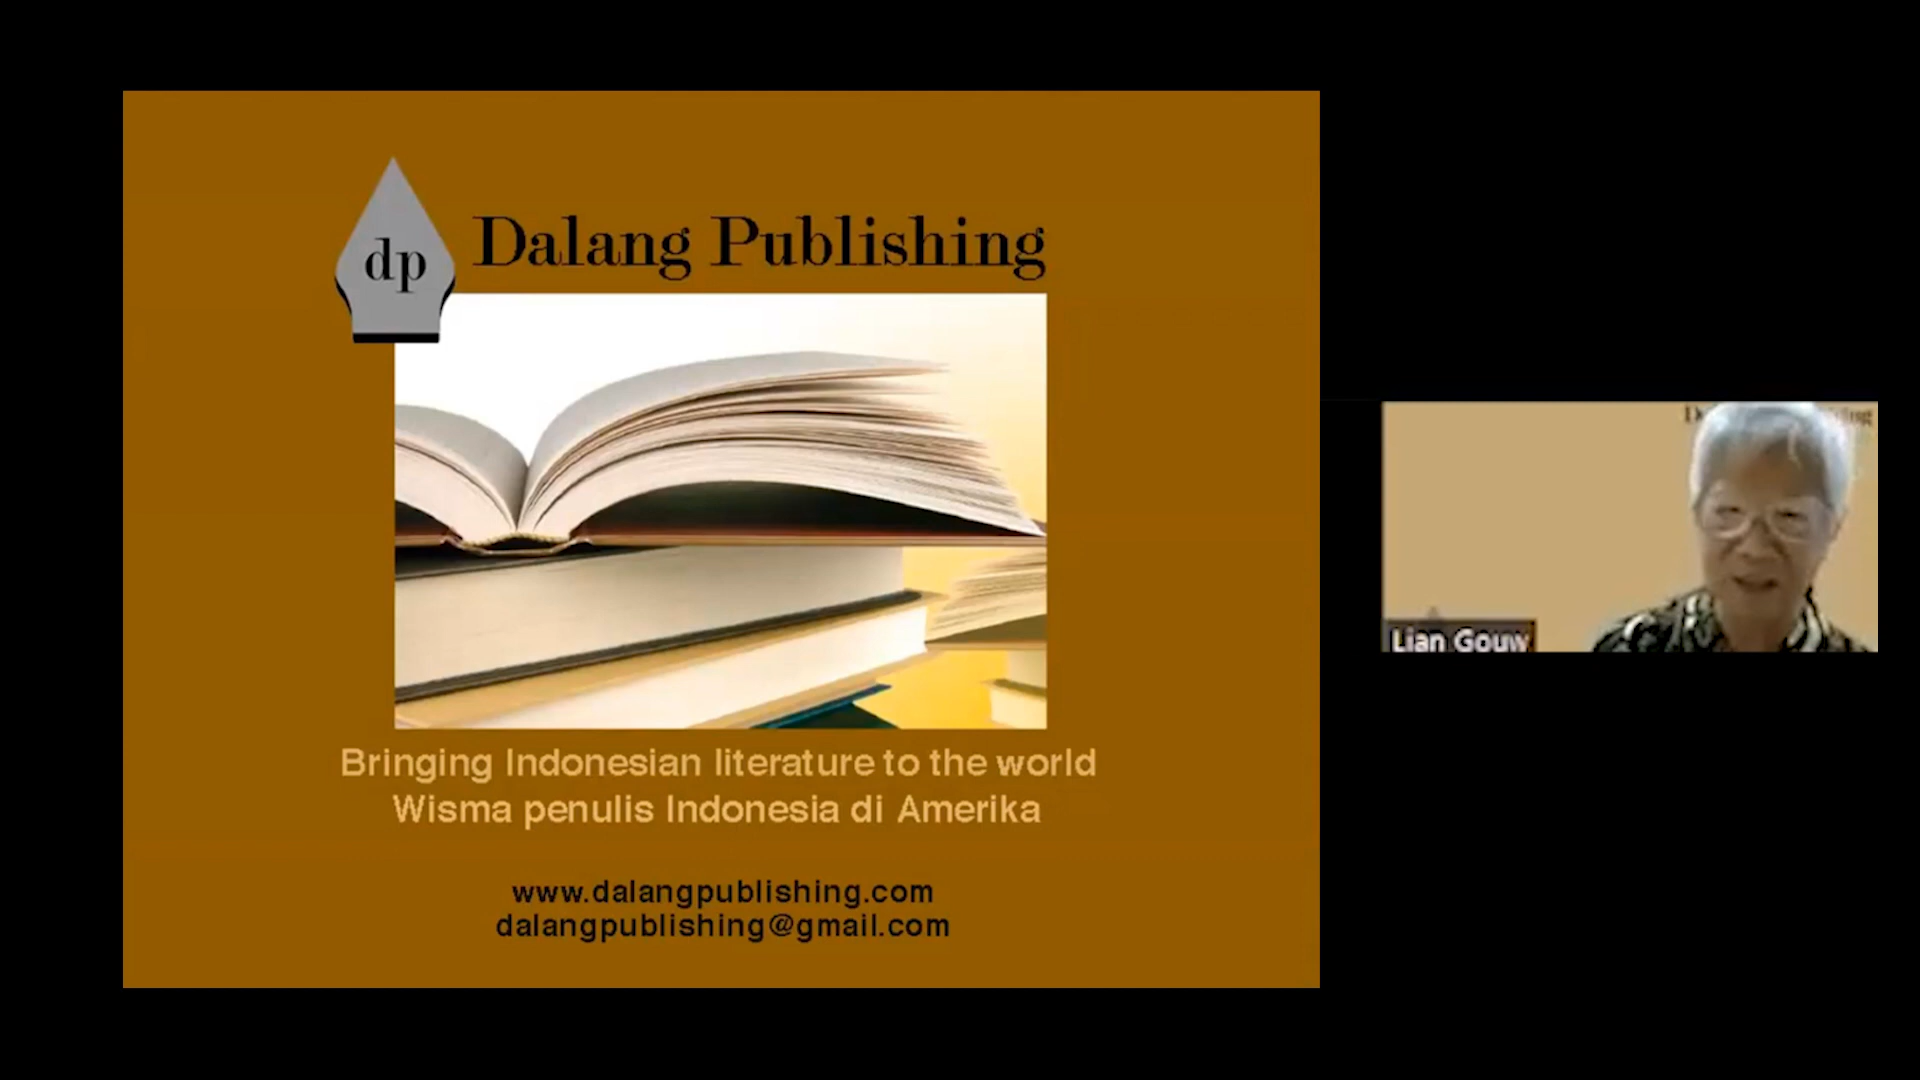 dp
Dalang Publishing
Bringing Indonesian literature to the world
Wisma penulis Indonesia di Amerika
www.dalangpublishing.com
dalangpublishing@gmail.com
Lian Gouw